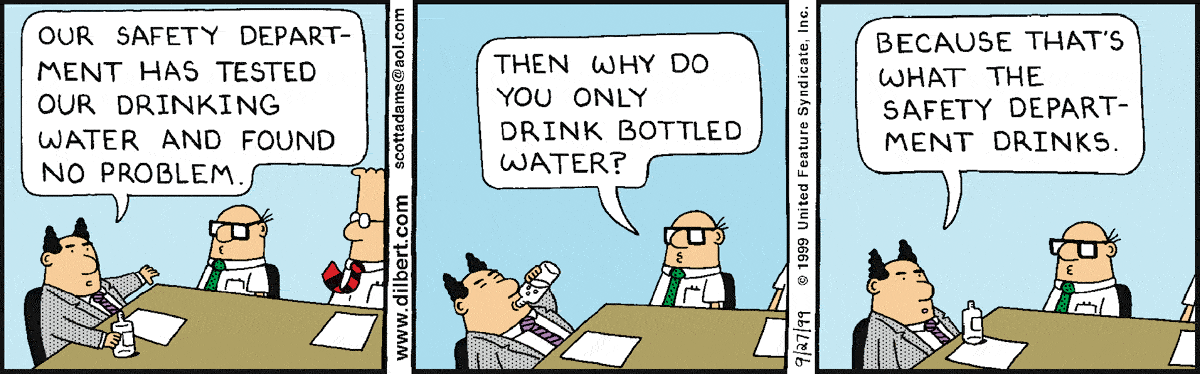 OUR SAFETY DEPART-
MENT HAS TESTED
OUR DRINKING
WATER AND FOUND
NO PROBLEM.
www.dilbert.com scottadams@aol.com
THEN WHY DO
YOU ONLY
DRINK BOTTLED
WATER?
9/27/99 © 1999 United Feature Syndicate, Inc.
BECAUSE THAT'S
WHAT THE
SAFETY DEPART-
MENT DRINKS.